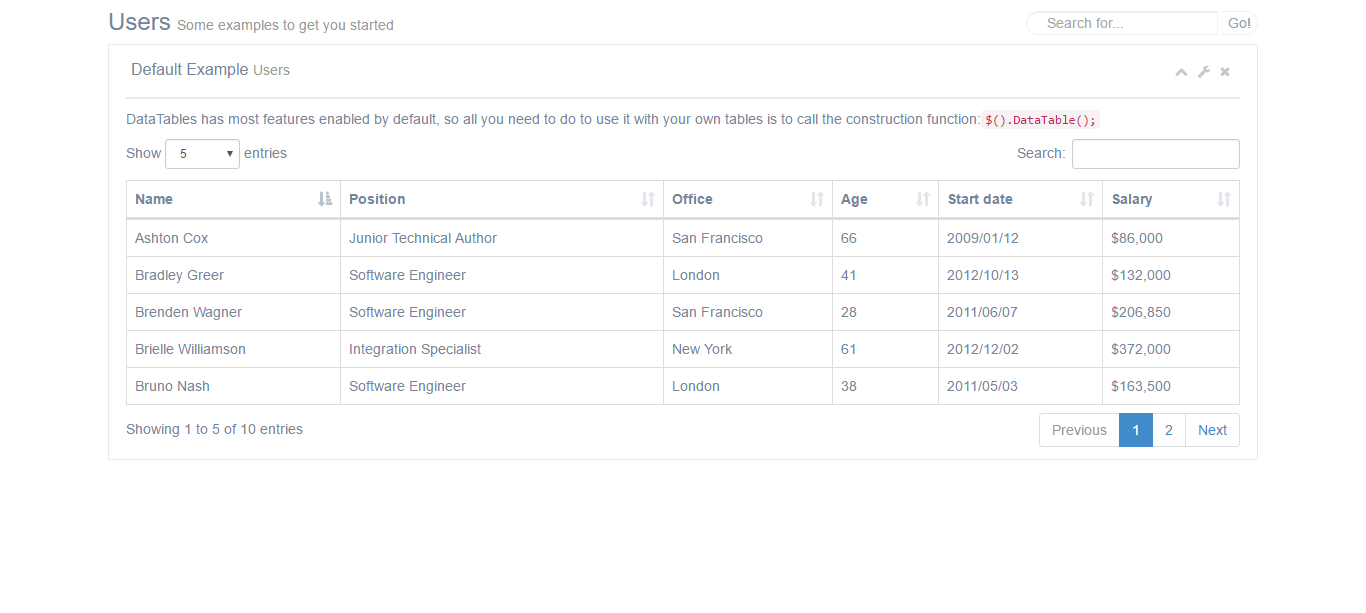 Users Some examples to get you started Search for... Go!
Default Example Users
DataTables has most features enabled by default, so all you need to do to use it with your own tables is to call the construction function: $().DataTable();
Show 5 entries Search:
Name Position Office Age Start date Salary
Ashton Cox Junior Technical Author San Francisco 66 2009/01/12 $86,000
Bradley Greer Software Engineer London 41 2012/10/13 $132,000
Brenden Wagner Software Engineer San Francisco 28 2011/06/07 $206,850
Brielle Williamson Integration Specialist New York 61 2012/12/02 $372,000
Bruno Nash Software Engineer London 38 2011/05/03 $163,500
Showing 1 to 5 of 10 entries Previous 1 2 Next